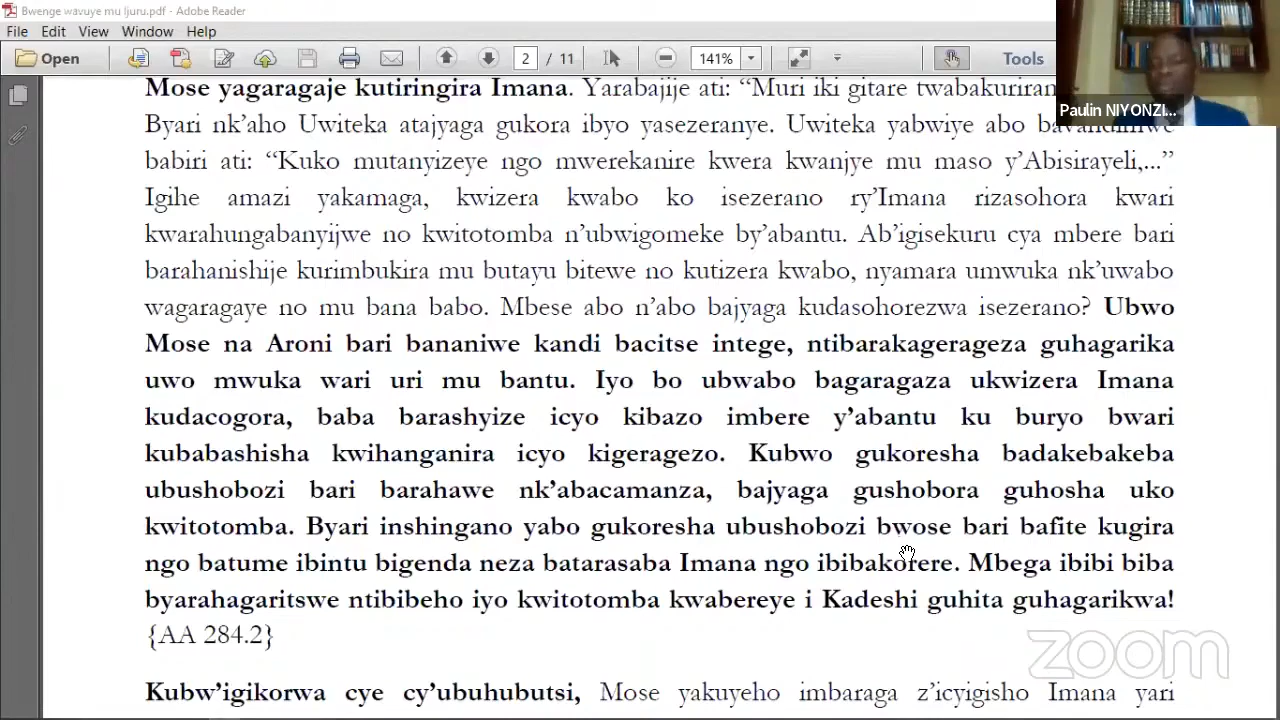 Bwenge wavuye mu Ijuru.pdf - Adobe Reader
File Edit View Window Help
Open 2 / 11 141% Tools
Mose yagaragaje kutiringira Imana. Yarabajije ati: “Muri iki gitare
Paulin NIYONZI...
Byari nk’aho Uwiteka atajyaga gukora ibyo yasezeranye. Uwiteka yabwiye abo
babiri ati: “Kuko mutanyizeye ngo mwerekanire kwera kwanjye mu maso y’Abisirayeli,...”
Igihe amazi yakamaga, kwizera kwabo ko isezerano ry’Imana rizasohora kwari
kwarahungabanyijwe no kwitotomba n’ubwigomeke by’abantu. Ab’igisekuru cya mbere bari
barahanishije kurimbukira mu butayu bitewe no kutizera kwabo, nyamara umwuka nk’uwabo
wagaragaye no mu bana babo. Mbese abo n’abo bajyaga kudasohorezwa isezerano? Ubwo
Mose na Aroni bari bananiwe kandi bacitse intege, ntibarakagerageza guhagarika
uwo mwuka wari uri mu bantu. Iyo bo ubwabo bagaragaza ukwizera Imana
kudacogora, baba barashyize icyo kibazo imbere y’abantu ku buryo bwari
kubabashisha kwihanganira icyo kigeragezo. Kubwo gukoresha badakebakeba
ubushobozi bari barahawe nk’abacamanza, bajyaga gushobora guhosha uko
kwitotomba. Byari inshingano yabo gukoresha ubushobozi bwose bari bafite kugira
ngo batume ibintu bigenda neza batarasaba Imana ngo ibibakorere. Mbega ibibi biba
byarahagaritswe ntibibeho iyo kwitotomba kwabereye i Kadeshi guhita guhagarikwa!
{AA 284.2}
zoom
Kubw’igikorwa cye cy’ubuhubutsi, Mose yakuyeho imbaraga z’icyigisho Imana yari